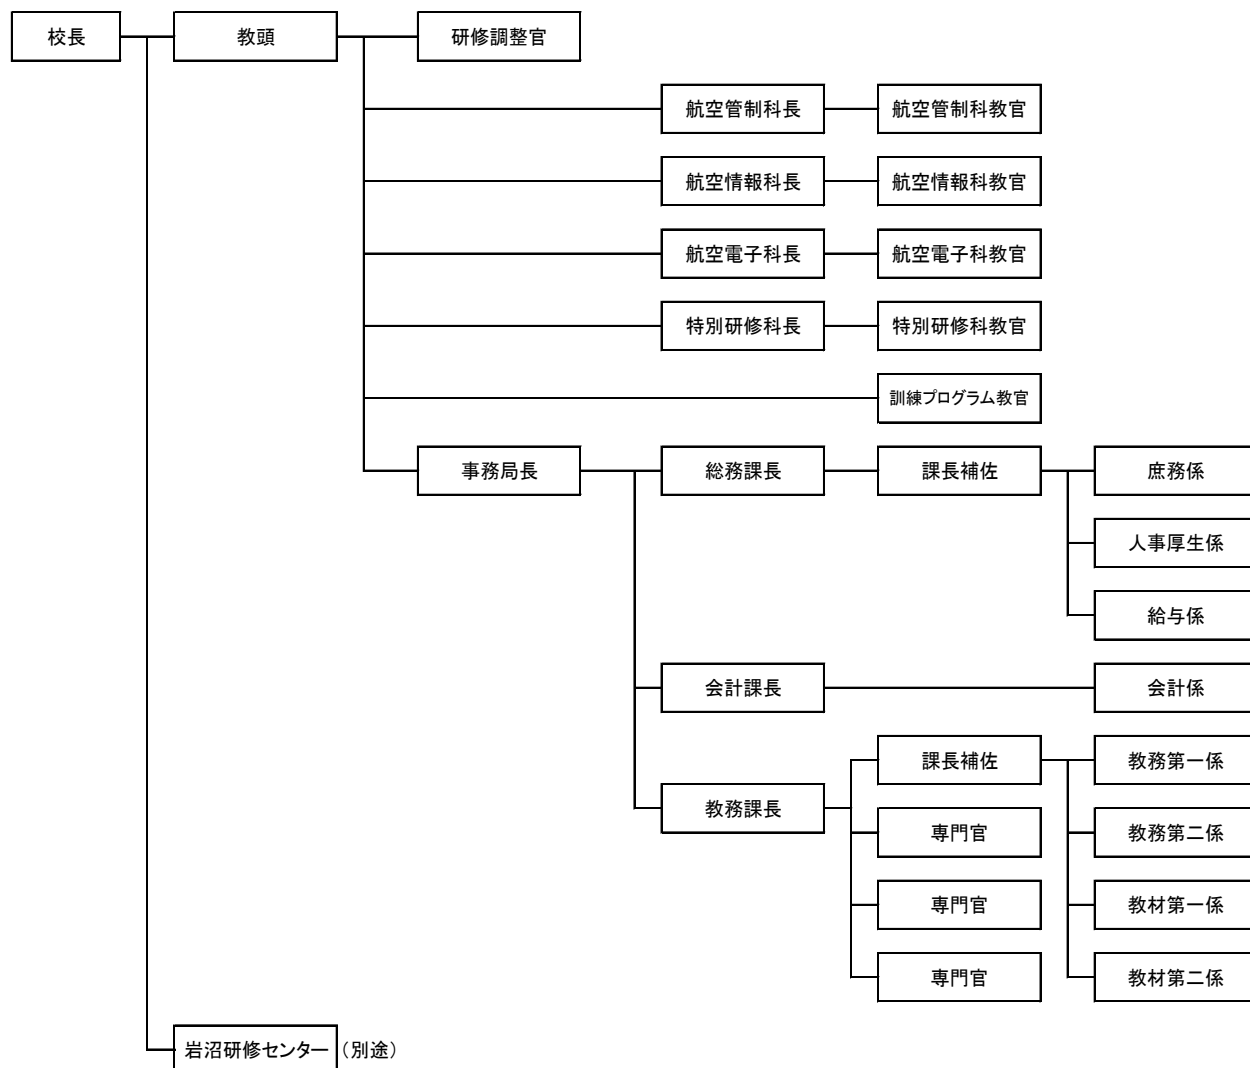 校長
教頭
研修調整官
航空管制科長
航空管制科教官
航空情報科長
航空情報科教官
航空電子科長
航空電子科教官
特別研修科長
特別研修科教官
訓練プログラム教官
事務局長
総務課長
課長補佐
庶務係
人事厚生係
給与係
会計課長
会計係
課長補佐
教務第一係
教務課長
専門官
教務第二係
専門官
教材第一係
専門官
教材第二係
岩沼研修センター（別途）